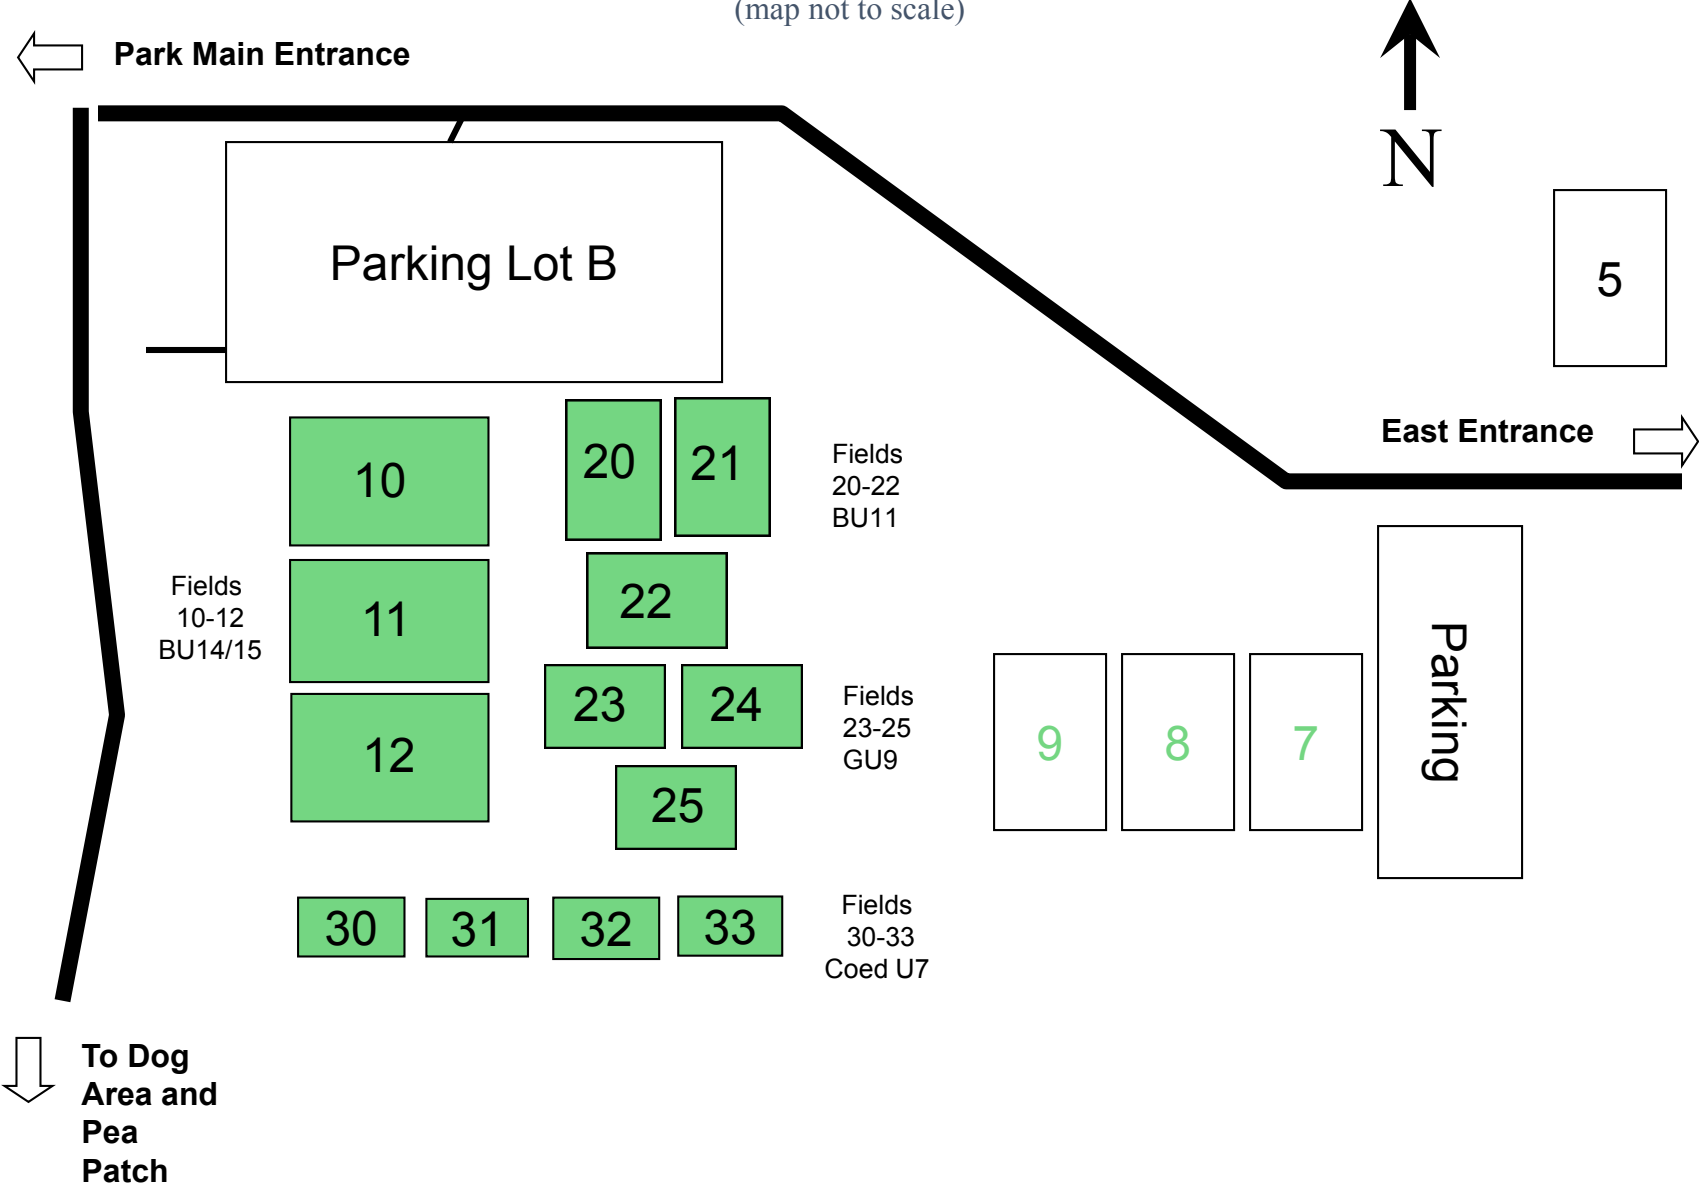 (map not to scale)
Park Main Entrance
N
Parking Lot B
5
East Entrance
10
20
21
Fields
20-22
BU11
Fields
10-12
BU14/15
11
22
23
24
Fields
23-25
GU9
12
25
9
8
7
Parking
30
31
32
33
Fields
30-33
Coed U7
To Dog
Area and
Pea
Patch